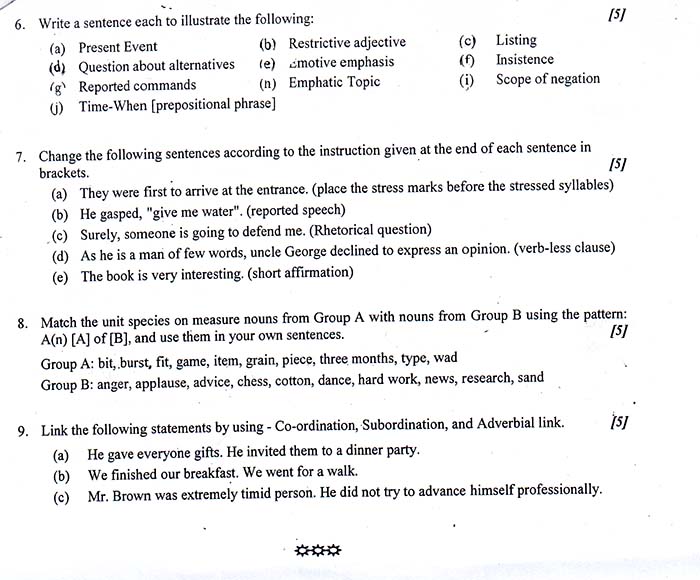 6. Write a sentence each to illustrate the following: [5]
(a) Present Event (b) Restrictive adjective (c) Listing
(d) Question about alternatives (e) emotive emphasis (f) Insistence
(g) Reported commands (n) Emphatic Topic (i) Scope of negation
(j) Time-When [prepositional phrase]
7. Change the following sentences according to the instruction given at the end of each sentence in
brackets. [5]
(a) They were first to arrive at the entrance. (place the stress marks before the stressed syllables)
(b) He gasped, "give me water". (reported speech)
(c) Surely, someone is going to defend me. (Rhetorical question)
(d) As he is a man of few words, uncle George declined to express an opinion. (verb-less clause)
(e) The book is very interesting. (short affirmation)
8. Match the unit species on measure nouns from Group A with nouns from Group B using the pattern:
A(n) [A] of [B], and use them in your own sentences. [5]
Group A: bit, burst, fit, game, item, grain, piece, three months, type, wad
Group B: anger, applause, advice, chess, cotton, dance, hard work, news, research, sand
9. Link the following statements by using - Co-ordination, Subordination, and Adverbial link. [5]
(a) He gave everyone gifts. He invited them to a dinner party.
(b) We finished our breakfast. We went for a walk.
(c) Mr. Brown was extremely timid person. He did not try to advance himself professionally.